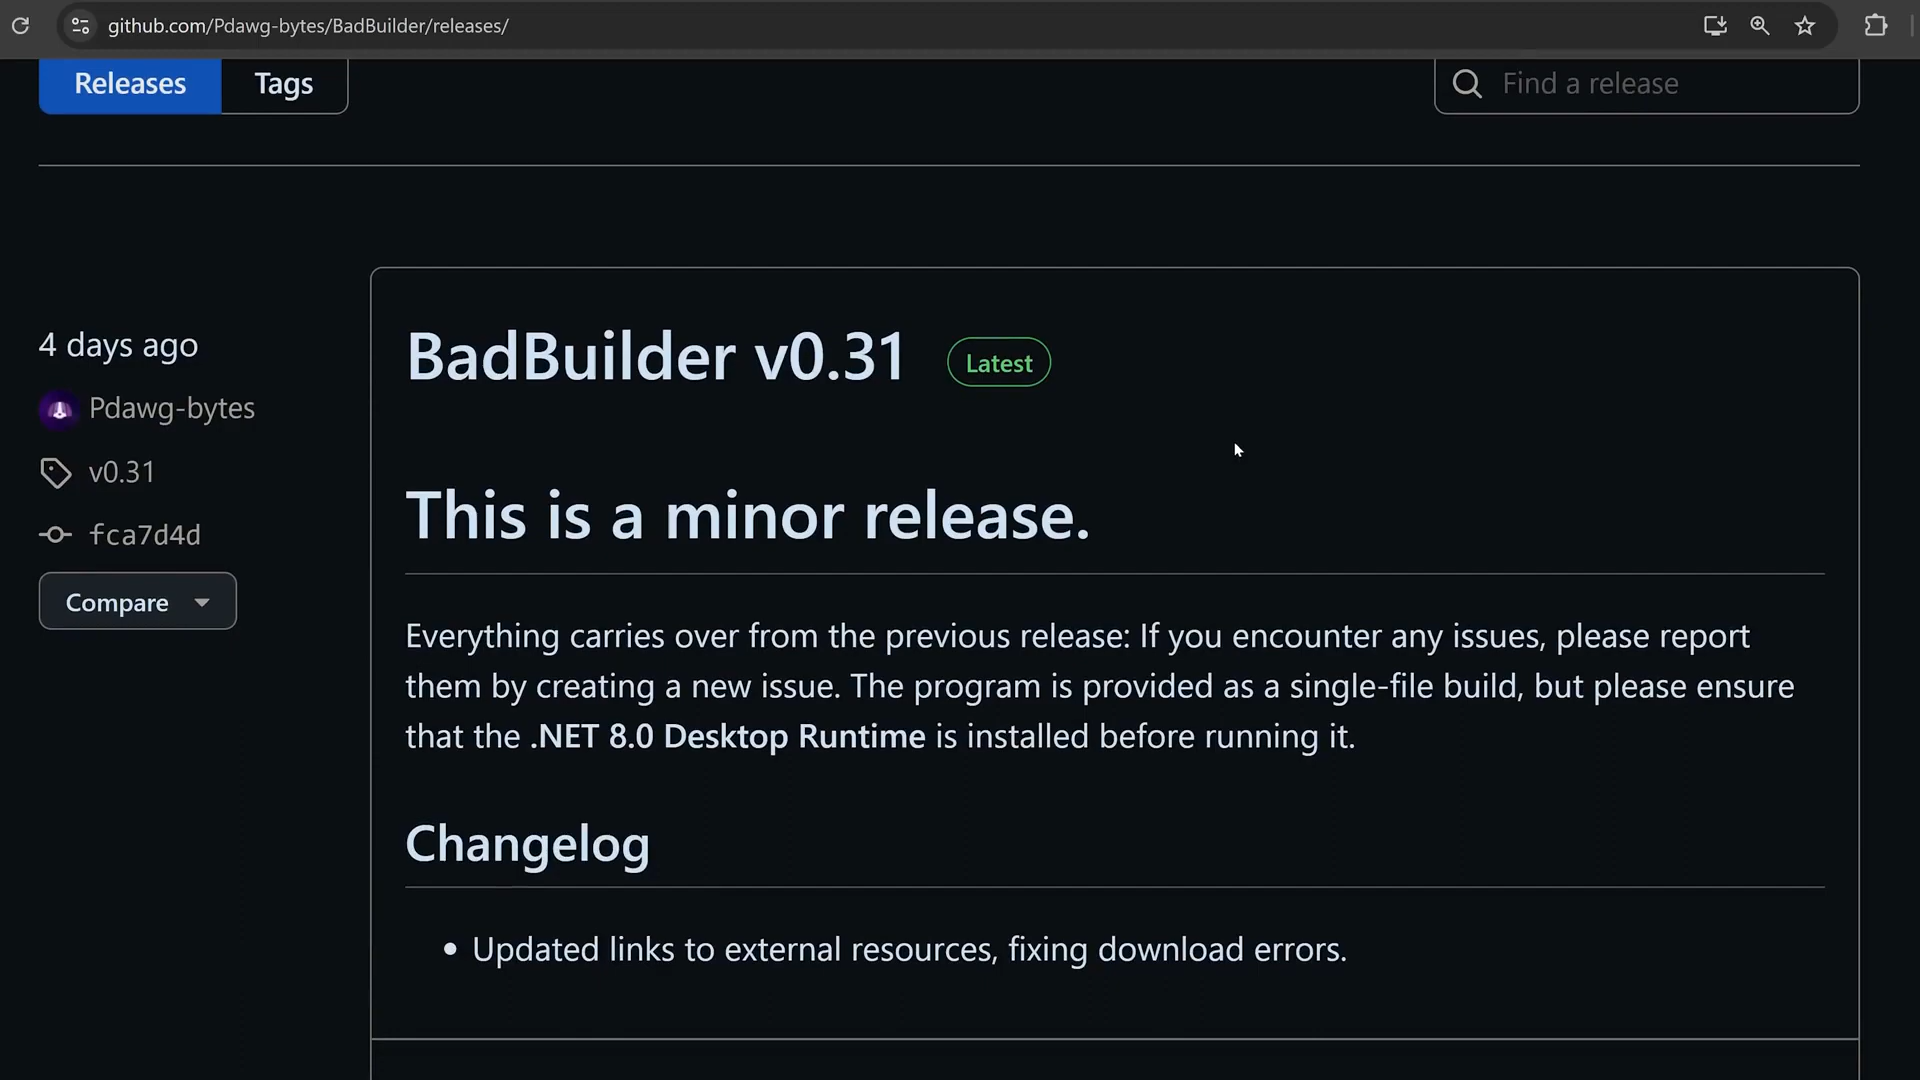 github.com/Pdawg-bytes/BadBuilder/releases/
Releases
Tags
Find a release
4 days ago
Pdawg-bytes
v0.31
fca7d4d
Compare
BadBuilder v0.31
Latest
This is a minor release.
Everything carries over from the previous release: If you encounter any issues, please report
them by creating a new issue. The program is provided as a single-file build, but please ensure
that the .NET 8.0 Desktop Runtime is installed before running it.
Changelog
• Updated links to external resources, fixing download errors.